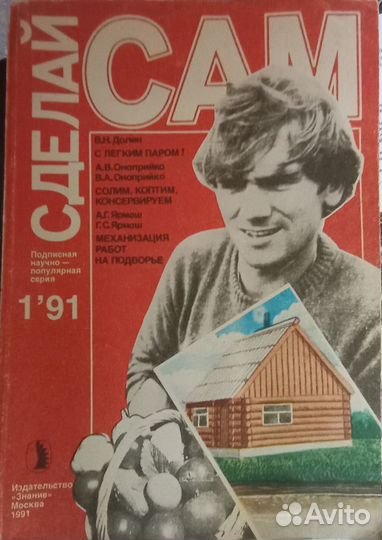 СДЕЛАЙ
САМ
В.Н. Долин
С ЛЕГКИМ ПАРОМ!
А.В. Оноприйко
В.А. Оноприйко
СОЛИМ, КОПТИМ,
КОНСЕРВИРУЕМ
А.Г. Ярмош
Г.С. Ярмош
МЕХАНИЗАЦИЯ
РАБОТ
НА ПОДВОРЬЕ
Подписная
научно —
популярная
серия
1'91
Издательство
«Знание»
Москва
1991
Avito